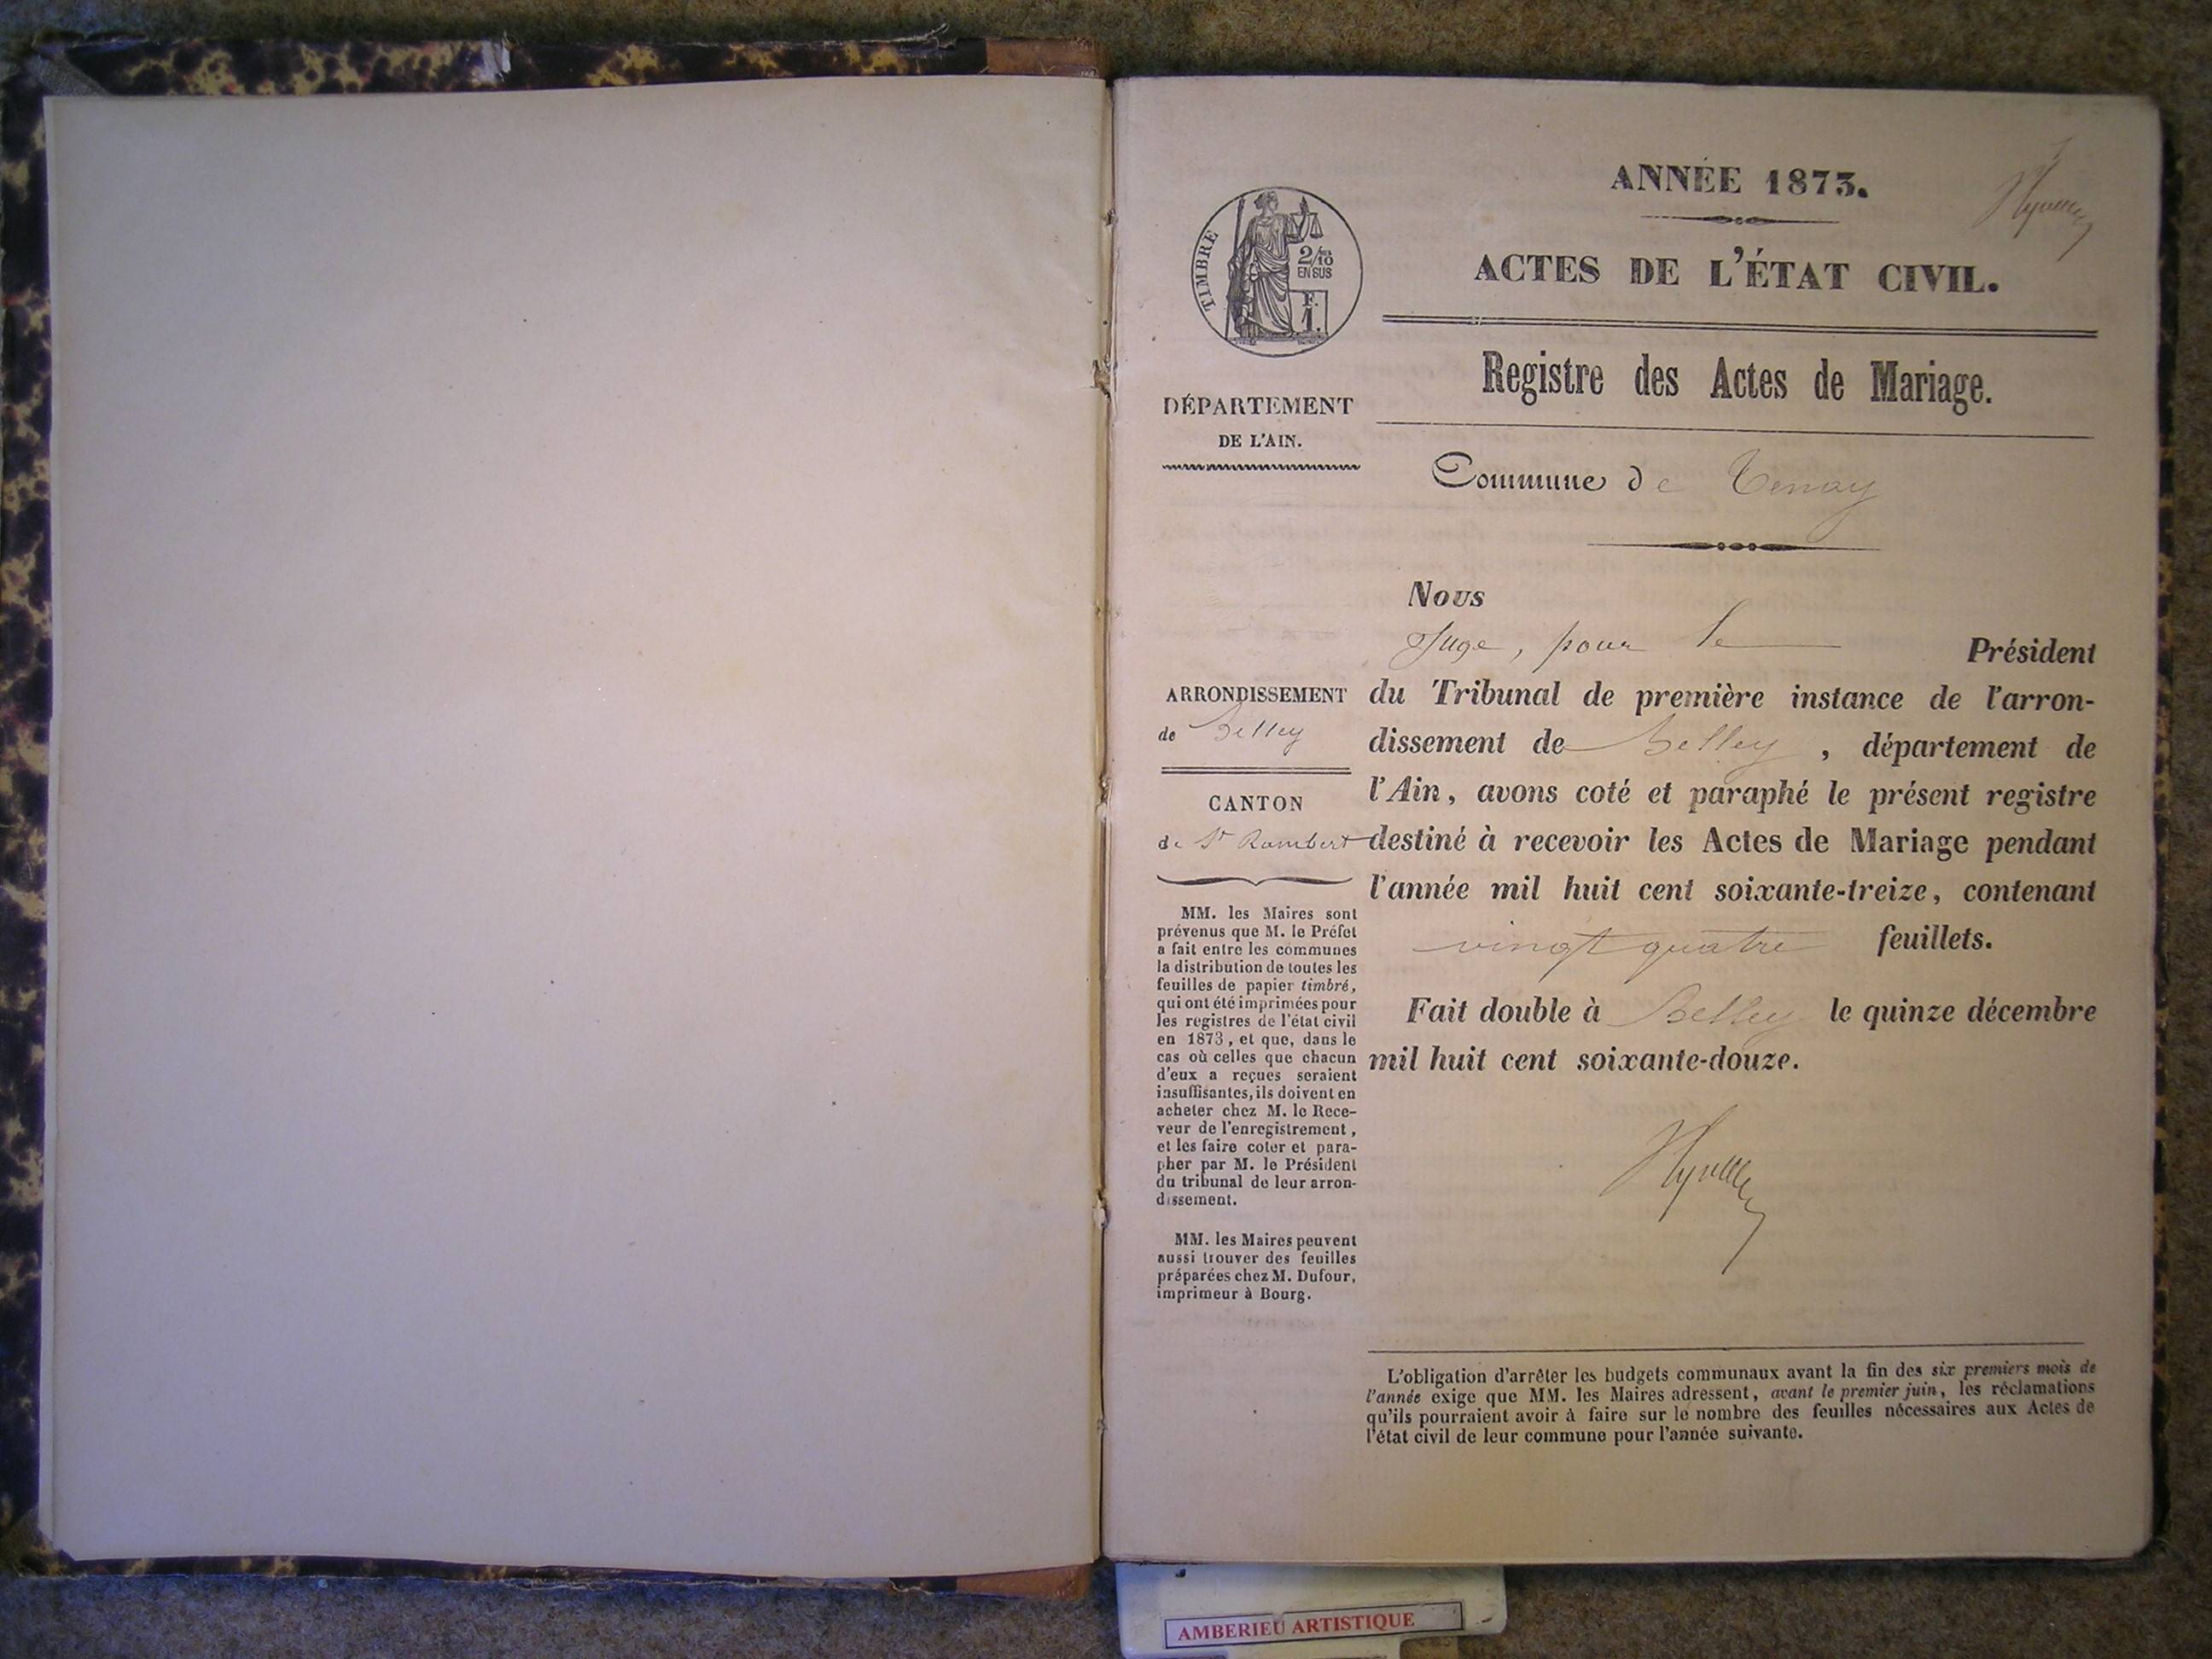 ANNÉE 1873.
ACTES DE L'ÉTAT CIVIL.
Registre des Actes de Mariage.
Commune de Tenay
TIMBRE
2/10
EN SUS
F.
1.
DÉPARTEMENT
DE L'AIN.
ARRONDISSEMENT
de Belley
CANTON
de St Rambert
MM. les Maires sont
prévenus que M. le Préfet
a fait entre les communes
la distribution de toutes les
feuilles de papier timbré,
qui ont été imprimées pour
les registres de l'état civil
en 1873, et que, dans le
cas où celles que chacun
d'eux a reçues seraient
insuffisantes, ils doivent en
acheter chez M. le Rece-
veur de l'enregistrement,
et les faire coter et para-
pher par M. le Président
du tribunal de leur arron-
dissement.
MM. les Maires peuvent
aussi trouver des feuilles
préparées chez M. Dufour,
imprimeur à Bourg.
Nous
Juge, pour le Président
du Tribunal de première instance de l'arron-
dissement de Belley, département de
l'Ain, avons coté et paraphé le présent registre
destiné à recevoir les Actes de Mariage pendant
l'année mil huit cent soixante-treize, contenant
vingt quatre feuillets.
Fait double à Belley le quinze décembre
mil huit cent soixante-douze.
L'obligation d'arrêter les budgets communaux avant la fin des six premiers mois de
l'année exige que MM. les Maires adressent, avant le premier juin, les réclamations
qu'ils pourraient avoir à faire sur le nombre des feuilles nécessaires aux Actes de
l'état civil de leur commune pour l'année suivante.
AMBERIEU ARTISTIQUE